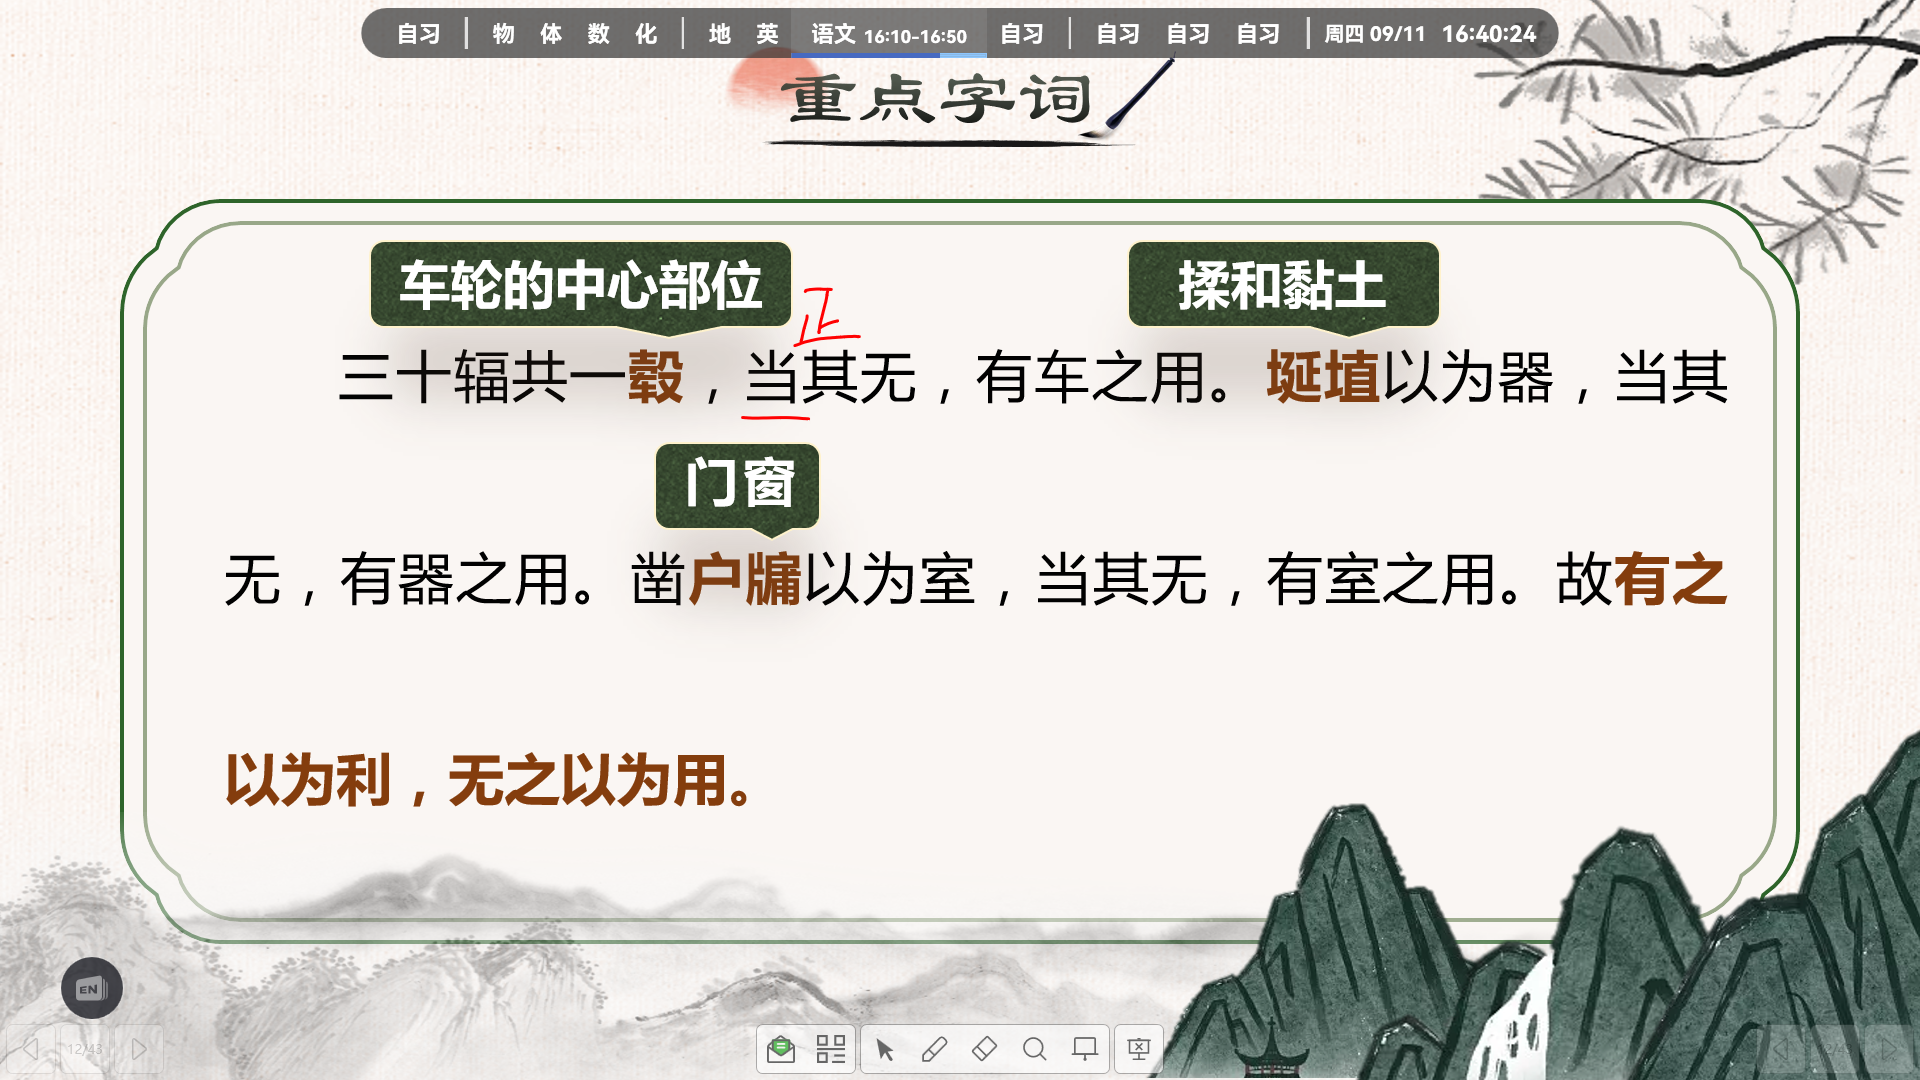 自习 | 物 体 数 化 | 地 英 语文 16:10-16:50 自习 | 自习 自习 自习 | 周四 09/11 16:40:24
重点字词
车轮的中心部位 揉和黏土
正
三十辐共一毂，当其无，有车之用。埏埴以为器，当其
门窗
无，有器之用。凿户牖以为室，当其无，有室之用。故有之
以为利，无之以为用。
EN
12/43